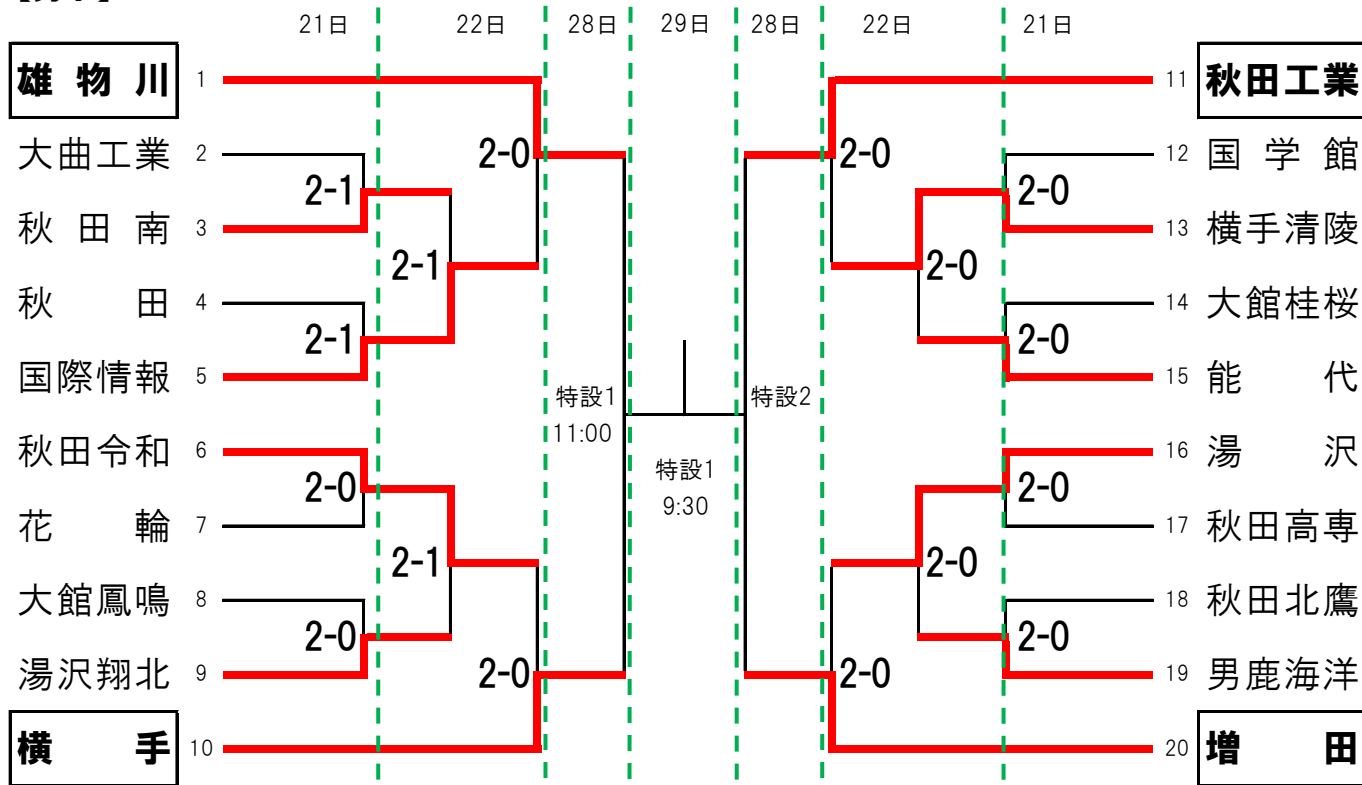 21日 22日 28日 29日 28日 22日 21日
雄物川 1
11 秋田工業
大曲工業 2
2-0
2-0
12 国学館
2-1
2-0
秋田南 3
13 横手清陵
2-1
2-0
秋田 4
14 大館桂桜
2-1
2-0
国際情報 5
15 能代
特設1
11:00
特設2
秋田令和 6
16 湯沢
特設1
9:30
2-0
2-0
花輪 7
17 秋田高専
2-1
2-0
大館鳳鳴 8
18 秋田北鷹
2-0
2-0
湯沢翔北 9
2-0
2-0
19 男鹿海洋
横手 10
20 増田